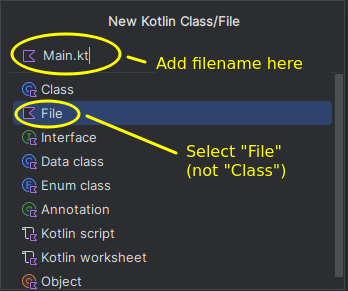 New Kotlin Class/File
Main.kt
Add filename here
Class
File
Interface
Select "File"
(not "Class")
Data class
Enum class
Annotation
Kotlin script
Kotlin worksheet
Object